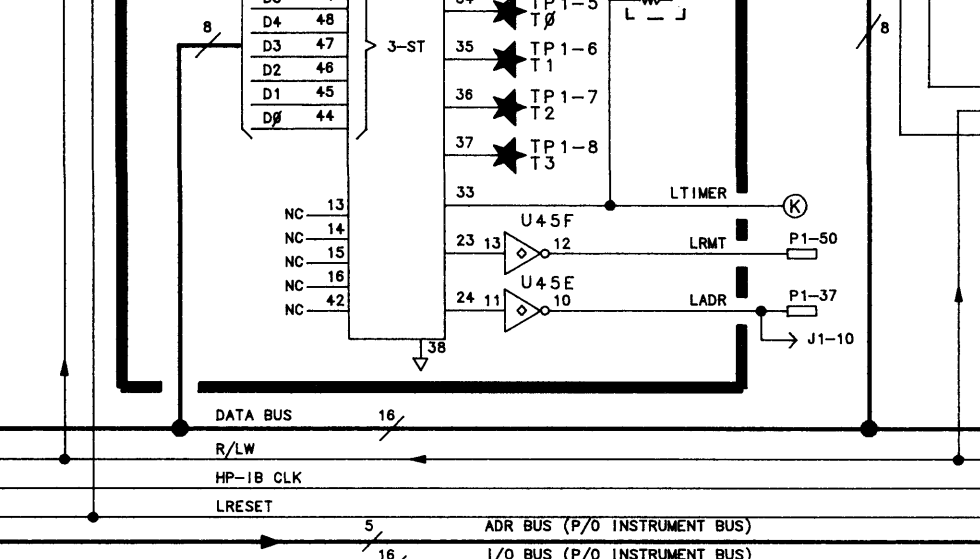 TP1-5
TØ
8
D4 48
D3 47
D2 46
D1 45
DØ 44
3-ST
35 TP1-6
T1
36 TP1-7
T2
37 TP1-8
T3
8
33 LTIMER K
NC 13
NC 14
NC 15
NC 16
NC 42
U45F
23 13 12 LRMT P1-50
U45E
24 11 10 LADR P1-37
J1-10
38
DATA BUS 16
R/LW
HP-IB CLK
LRESET
5 ADR BUS (P/O INSTRUMENT BUS)
16 I/O BUS (P/O INSTRUMENT BUS)